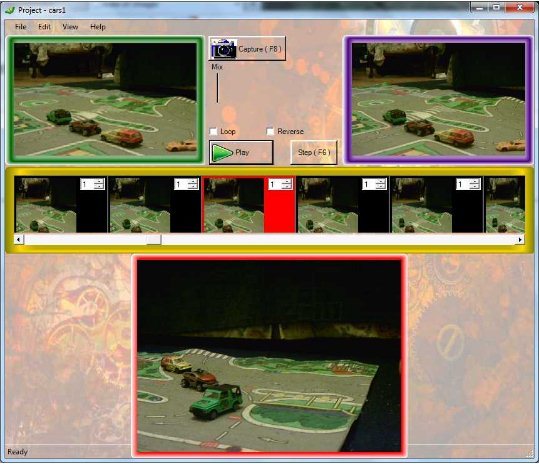 Project - cars1
File Edit View Help
Capture ( F8 )
Mix
Loop Reverse
Play Step ( F6 )
1 1 1 1 1
Ready